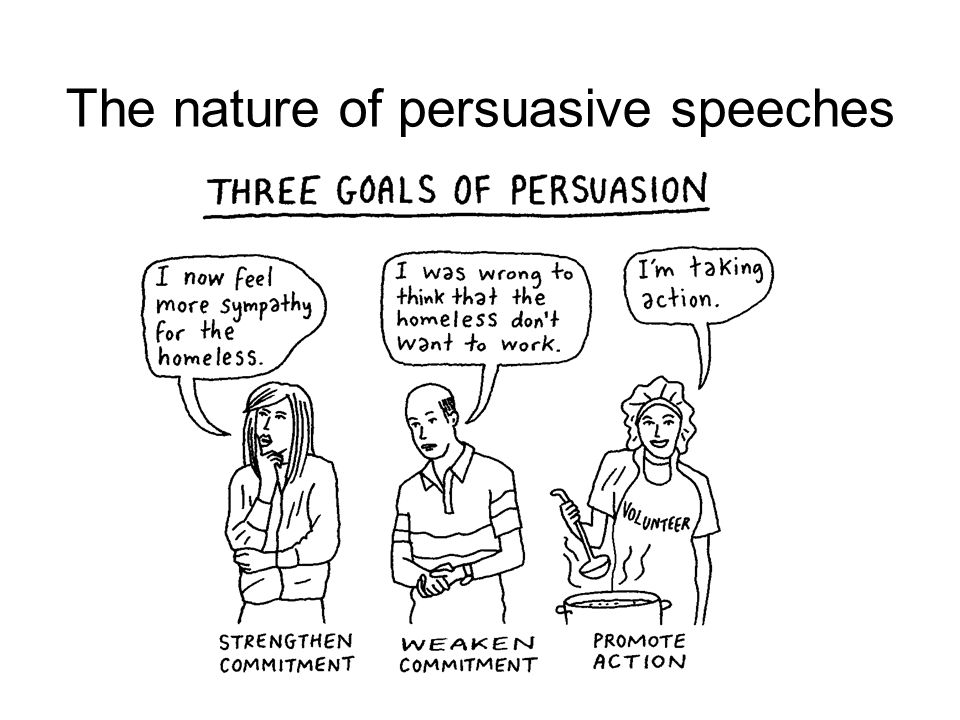 The nature of persuasive speeches
THREE GOALS OF PERSUASION
I now feel
more sympathy
for the
homeless.
I was wrong to
think that the
homeless don't
want to work.
I'm taking
action.
VOLUNTEER
STRENGTHEN
COMMITMENT
WEAKEN
COMMITMENT
PROMOTE
ACTION